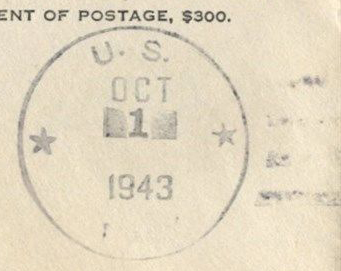 ENT OF POSTAGE, $300.
U. S.
OCT
1
1943